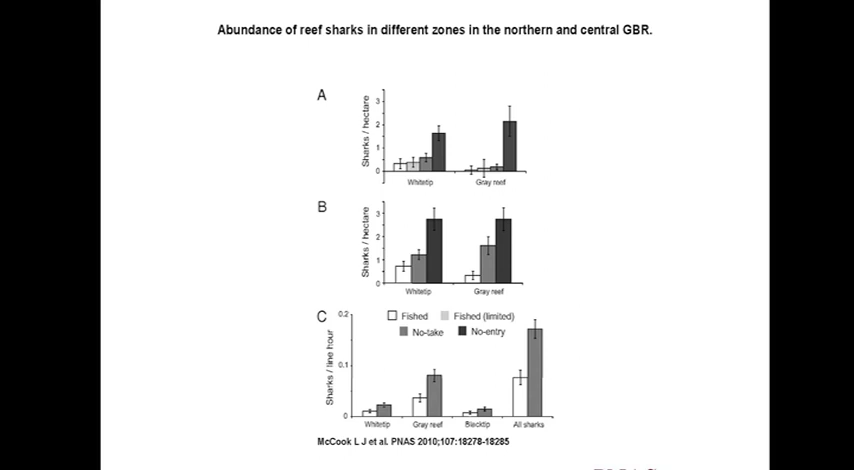 Abundance of reef sharks in different zones in the northern and central GBR.
A
Sharks / hectare
3
2
1
0
Whitetip Gray reef
B
Sharks / hectare
3
2
1
0
Whitetip Gray reef
C
Sharks / line hour
0.2
0.1
0
Fished Fished (limited)
No-take No-entry
Whitetip Gray reef Blacktip All sharks
McCook L J et al. PNAS 2010;107:18278-18285